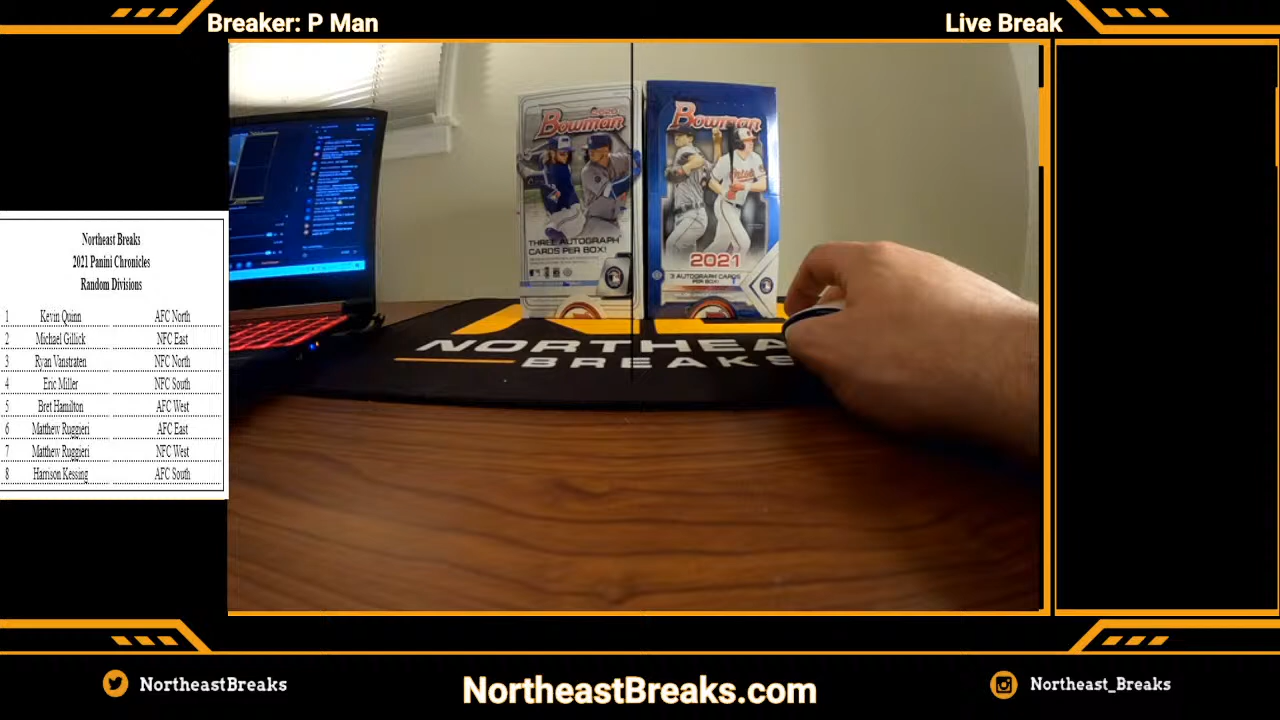 Breaker: P Man
Live Break
Bowman
THREE AUTOGRAPH
CARDS PER BOX!
Bowman
2021
3 AUTOGRAPH CARDS
PER BOX!
NORTHEA
BREAKS
Northeast Breaks
2021 Panini Chronicles
Random Divisions
1 Kevin Quinn AFC North
2 Michael Gillick NFC East
3 Ryan Vanstraten NFC North
4 Eric Miller NFC South
5 Bret Hamilton AFC West
6 Matthew Ruggieri AFC East
7 Matthew Ruggieri NFC West
8 Harrison Kessing AFC South
NortheastBreaks
NortheastBreaks.com
Northeast_Breaks